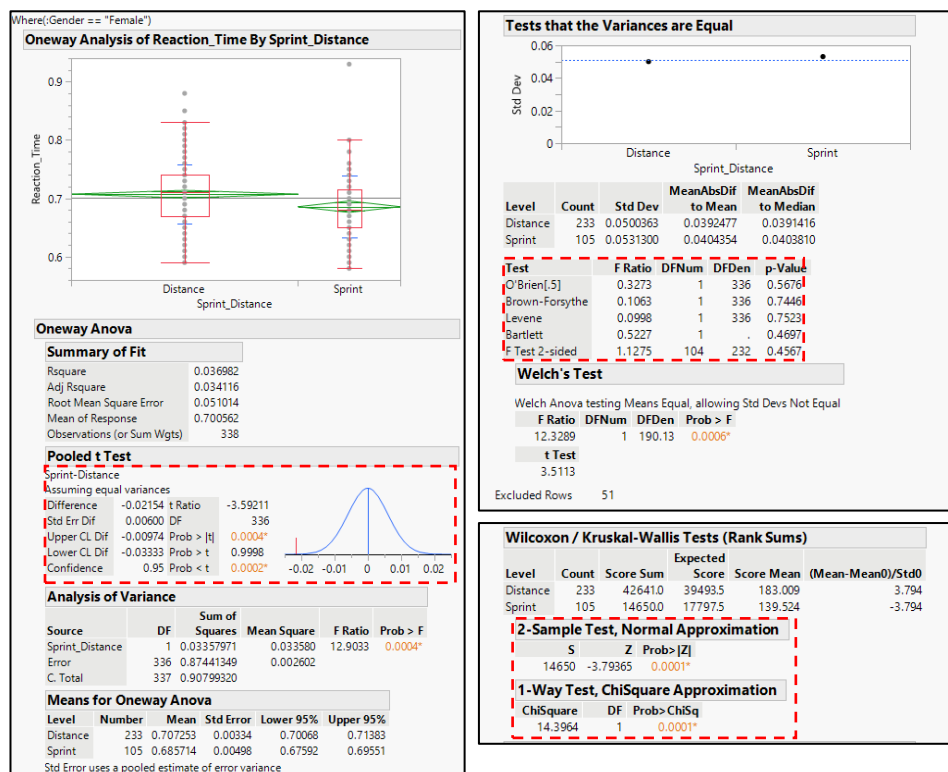 Where(:Gender == "Female")
Oneway Analysis of Reaction_Time By Sprint_Distance
0.9
0.8
0.7
0.6
Reaction_Time
Distance Sprint
Sprint_Distance
Oneway Anova
Summary of Fit
Rsquare 0.036982
Adj Rsquare 0.034116
Root Mean Square Error 0.051014
Mean of Response 0.700562
Observations (or Sum Wgts) 338
Pooled t Test
Sprint-Distance
Assuming equal variances
Difference -0.02154 t Ratio -3.59211
Std Err Dif 0.00600 DF 336
Upper CL Dif -0.00974 Prob > |t| 0.0004*
Lower CL Dif -0.03333 Prob > t 0.9998
Confidence 0.95 Prob < t 0.0002*
-0.02 -0.01 0 0.01 0.02
Analysis of Variance
Source DF Sum of Squares Mean Square F Ratio Prob > F
Sprint_Distance 1 0.03357971 0.033580 12.9033 0.0004*
Error 336 0.87441349 0.002602
C. Total 337 0.90799320
Means for Oneway Anova
Level Number Mean Std Error Lower 95% Upper 95%
Distance 233 0.707253 0.00334 0.70068 0.71383
Sprint 105 0.685714 0.00498 0.67592 0.69551
Std Error uses a pooled estimate of error variance
Tests that the Variances are Equal
0.06
0.04
0.02
0
Std Dev
Distance Sprint
Sprint_Distance
Level Count Std Dev MeanAbsDif to Mean MeanAbsDif to Median
Distance 233 0.0500363 0.0392477 0.0391416
Sprint 105 0.0531300 0.0404354 0.0403810
Test F Ratio DFNum DFDen p-Value
O'Brien[.5] 0.3273 1 336 0.5676
Brown-Forsythe 0.1063 1 336 0.7446
Levene 0.0998 1 336 0.7523
Bartlett 0.5227 1 . 0.4697
F Test 2-sided 1.1275 104 232 0.4567
Welch's Test
Welch Anova testing Means Equal, allowing Std Devs Not Equal
F Ratio DFNum DFDen Prob > F
12.3289 1 190.13 0.0006*
t Test
3.5113
Excluded Rows 51
Wilcoxon / Kruskal-Wallis Tests (Rank Sums)
Level Count Score Sum Expected Score Score Mean (Mean-Mean0)/Std0
Distance 233 42641.0 39493.5 183.009 3.794
Sprint 105 14650.0 17797.5 139.524 -3.794
2-Sample Test, Normal Approximation
S Z Prob>|Z|
14650 -3.79365 0.0001*
1-Way Test, ChiSquare Approximation
ChiSquare DF Prob>ChiSq
14.3964 1 0.0001*